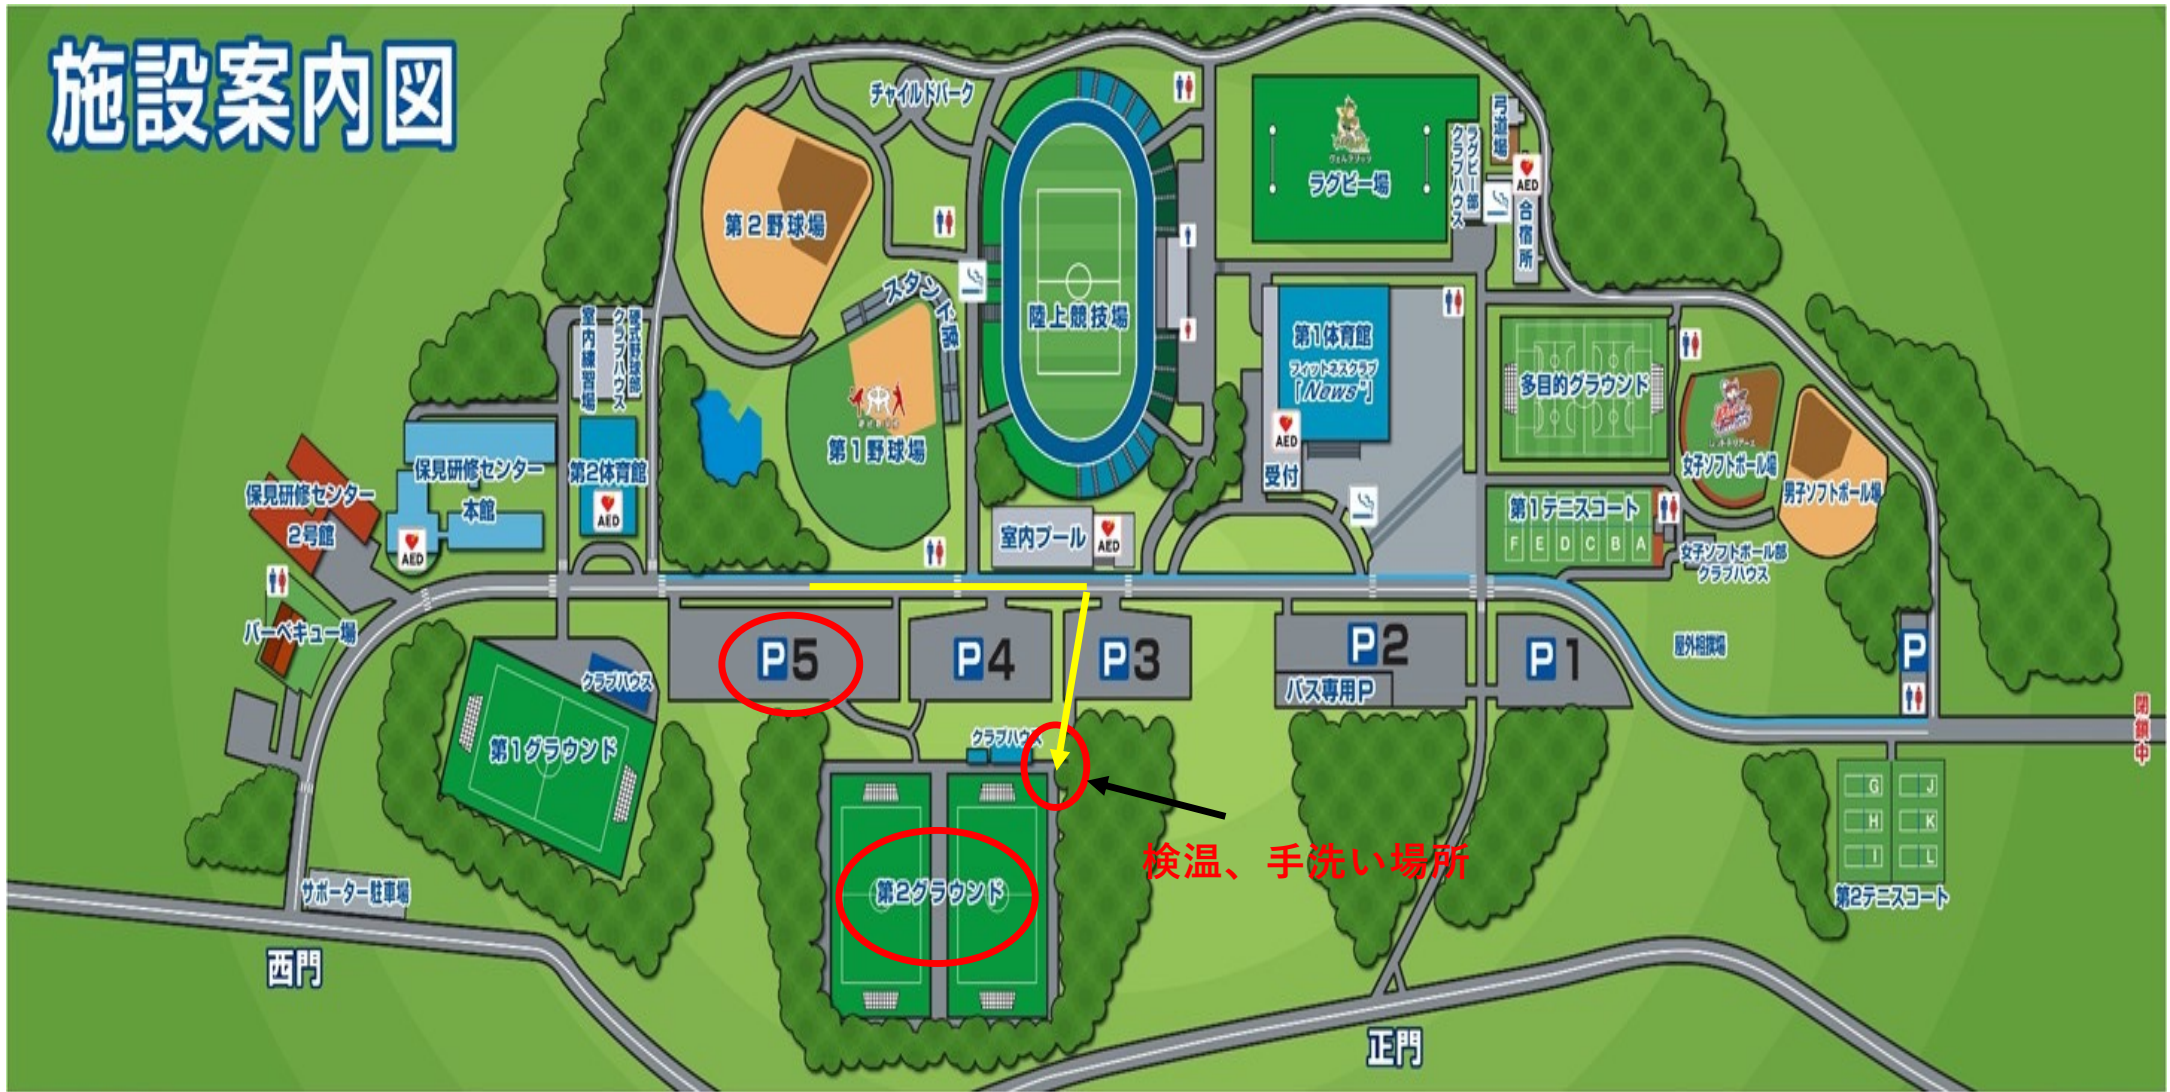 施設案内図
チャイルドパーク
第2野球場
スタンド席
第1野球場
陸上競技場
ヴェルブリッツ
ラグビー場
ラグビー部
クラブハウス
弓道場
AED
合宿所
第1体育館
フィットネスクラブ
「News」
AED
受付
多目的グラウンド
女子ソフトボール場
男子ソフトボール場
第1テニスコート
F E D C B A
女子ソフトボール部
クラブハウス
硬式野球部
クラブハウス
室内練習場
保見研修センター
本館
AED
第2体育館
AED
保見研修センター
2号館
バーベキュー場
室内プール
AED
P5
P4
P3
P2
バス専用P
P1
屋外相撲場
P
閉鎖中
クラブハウス
第1グラウンド
クラブハウス
第2グラウンド
検温、手洗い場所
G J
H K
I L
第2テニスコート
サポーター駐車場
西門
正門